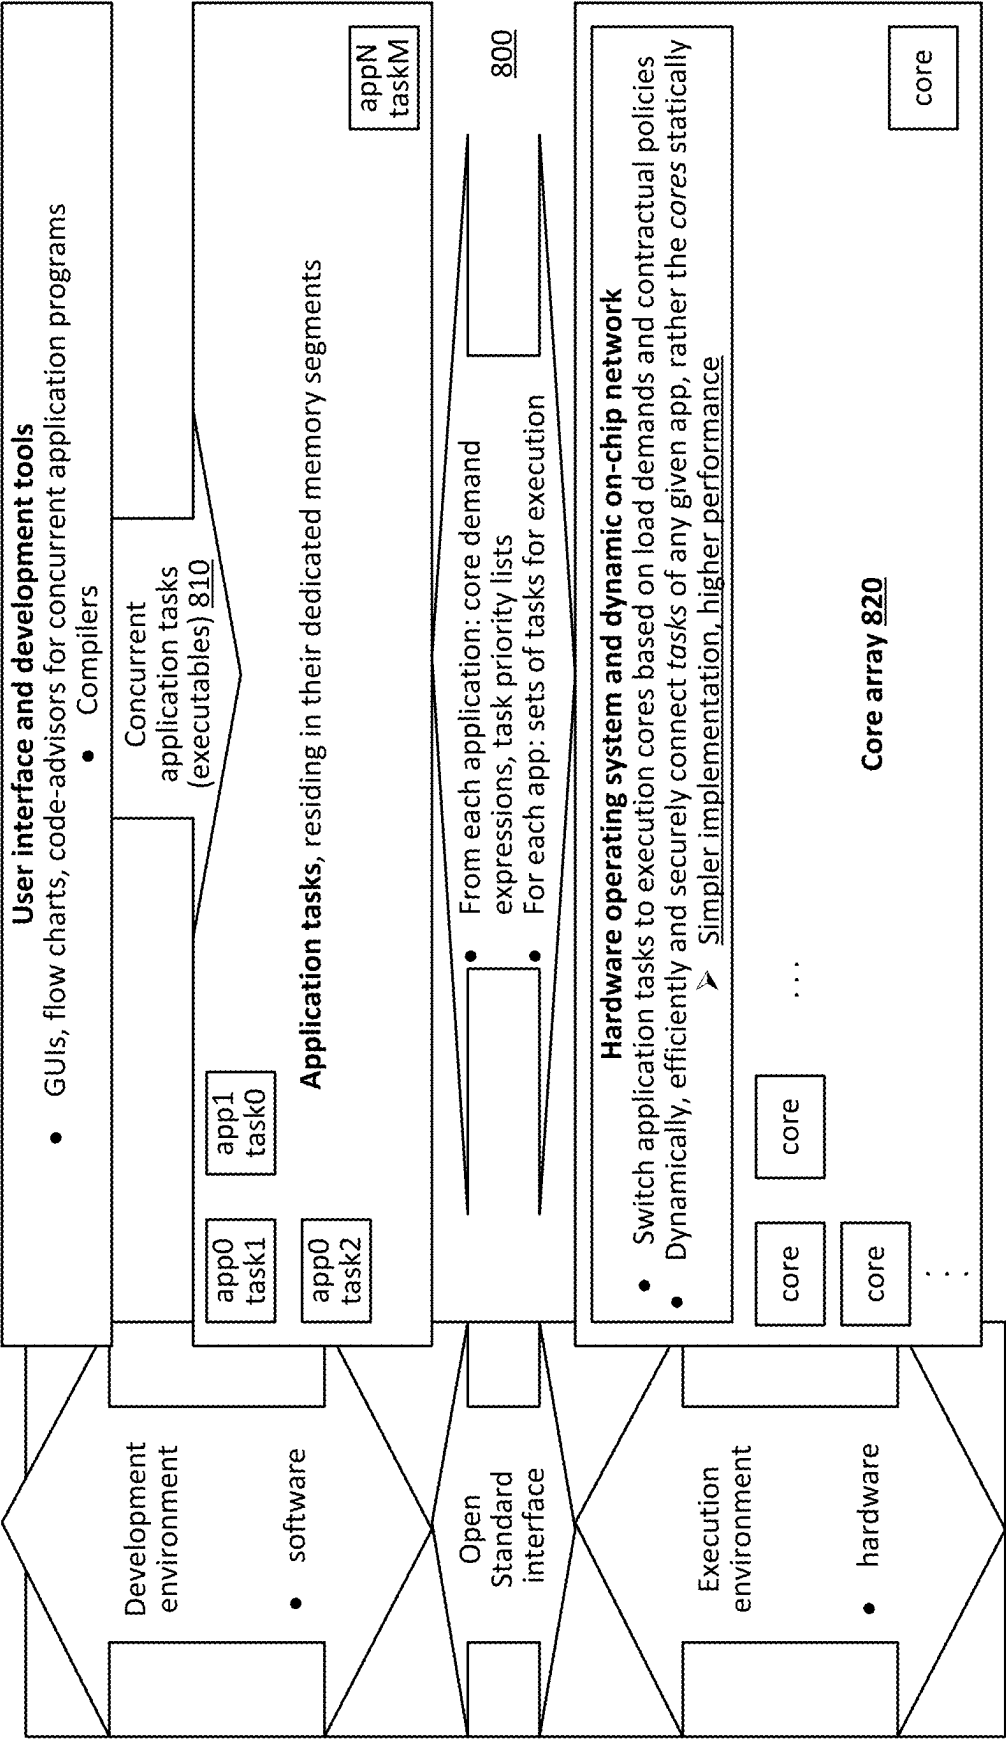 User interface and development tools
• GUIs, flow charts, code-advisors for concurrent application programs
• Compilers
Development
environment
• software
Concurrent
application tasks
(executables) 810
app0
task1
app1
task0
app0
task2
appN
taskM
Application tasks, residing in their dedicated memory segments
Open
Standard
interface
• From each application: core demand
expressions, task priority lists
• For each app: sets of tasks for execution
800
Execution
environment
• hardware
Hardware operating system and dynamic on-chip network
• Switch application tasks to execution cores based on load demands and contractual policies
• Dynamically, efficiently and securely connect tasks of any given app, rather the cores statically
➢ Simpler implementation, higher performance
core
core
...
core
...
Core array 820
core